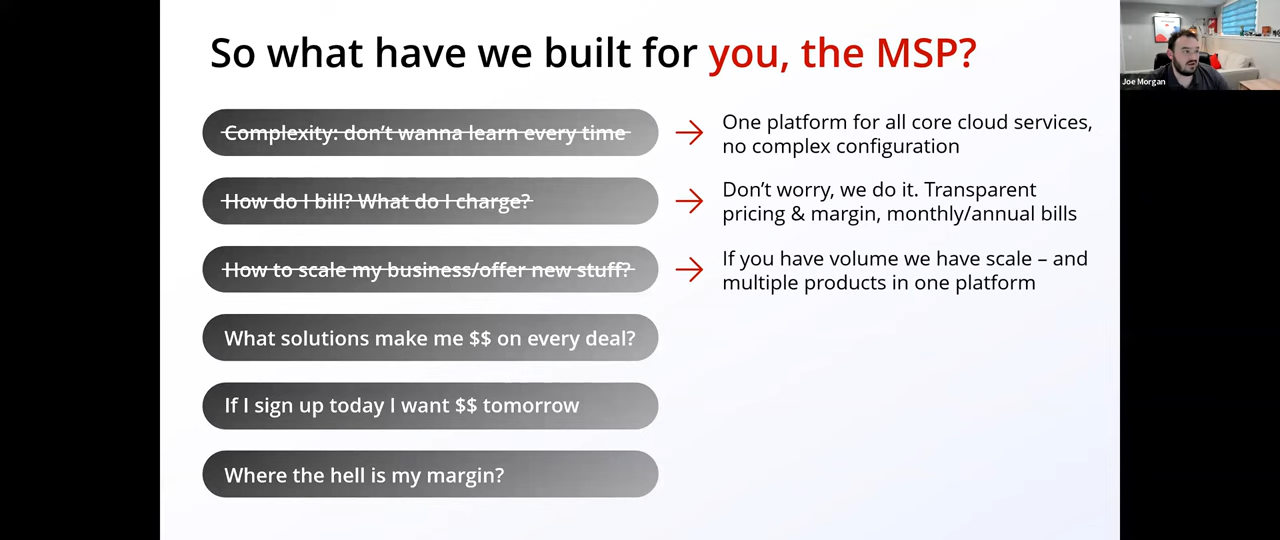 So what have we built for you, the MSP?
Joe Morgan
Complexity: don't wanna learn every time
One platform for all core cloud services,
no complex configuration
How do I bill? What do I charge?
Don't worry, we do it. Transparent
pricing & margin, monthly/annual bills
How to scale my business/offer new stuff?
If you have volume we have scale – and
multiple products in one platform
What solutions make me $$ on every deal?
If I sign up today I want $$ tomorrow
Where the hell is my margin?